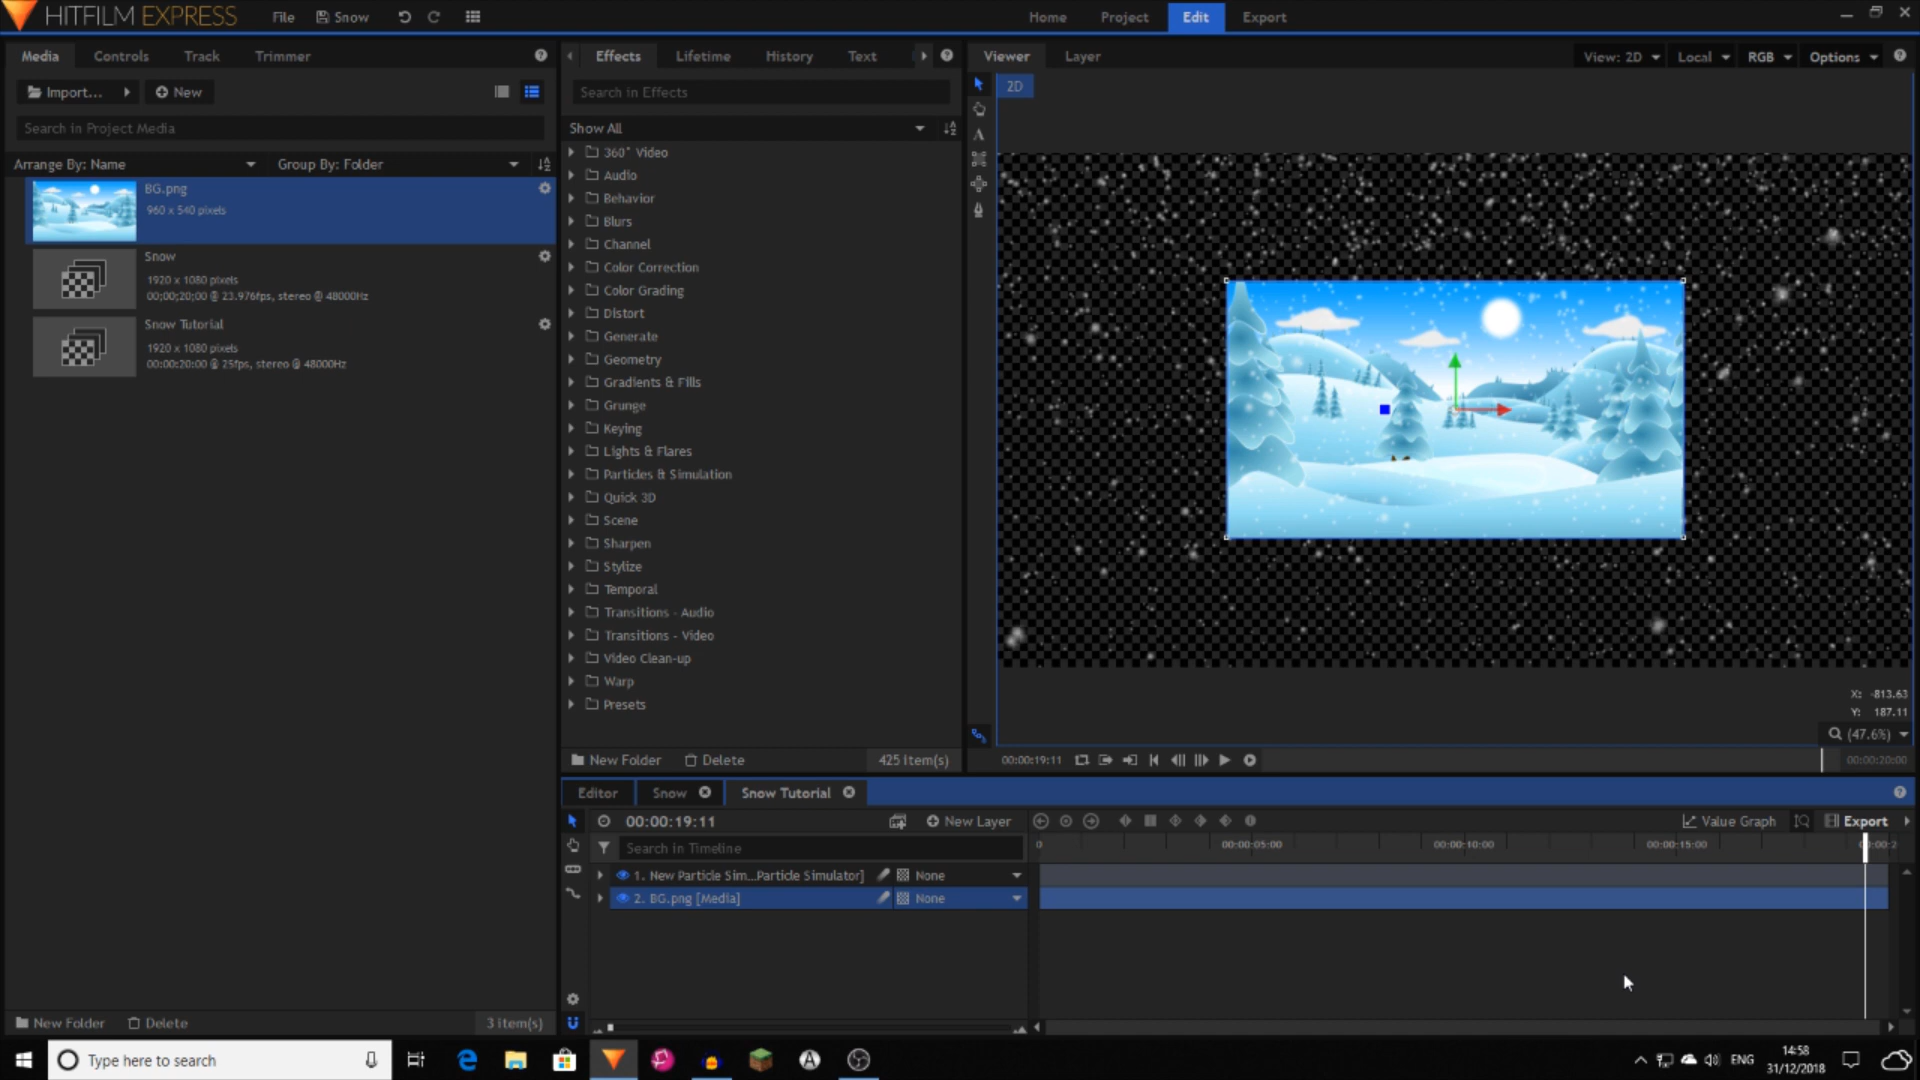 HITFILM EXPRESS
File
Snow
Home
Project
Edit
Export
Media
Controls
Track
Trimmer
Effects
Lifetime
History
Text
Viewer
Layer
View: 2D
Local
RGB
Options
Import...
New
Search in Effects
2D
Search in Project Media
Show All
Arrange By: Name
Group By: Folder
BG.png
960 x 540 pixels
Snow
1920 x 1080 pixels
00;00;20;00 @ 23.976fps, stereo @ 48000Hz
Snow Tutorial
1920 x 1080 pixels
00:00:20:00 @ 25fps, stereo @ 48000Hz
360° Video
Audio
Behavior
Blurs
Channel
Color Correction
Color Grading
Distort
Generate
Geometry
Gradients & Fills
Grunge
Keying
Lights & Flares
Particles & Simulation
Quick 3D
Scene
Sharpen
Stylize
Temporal
Transitions - Audio
Transitions - Video
Video Clean-up
Warp
Presets
X: -813.63
Y: 187.11
(47.6%)
New Folder
Delete
425 Item(s)
00:00:19:11
00:00:20:00
Editor
Snow
Snow Tutorial
00:00:19:11
New Layer
Value Graph
Export
Search in Timeline
0
00:00:05:00
00:00:10:00
00:00:15:00
1. New Particle Sim...Particle Simulator]
None
2. BG.png [Media]
None
New Folder
Delete
3 item(s)
Type here to search
ENG
14:58
31/12/2018